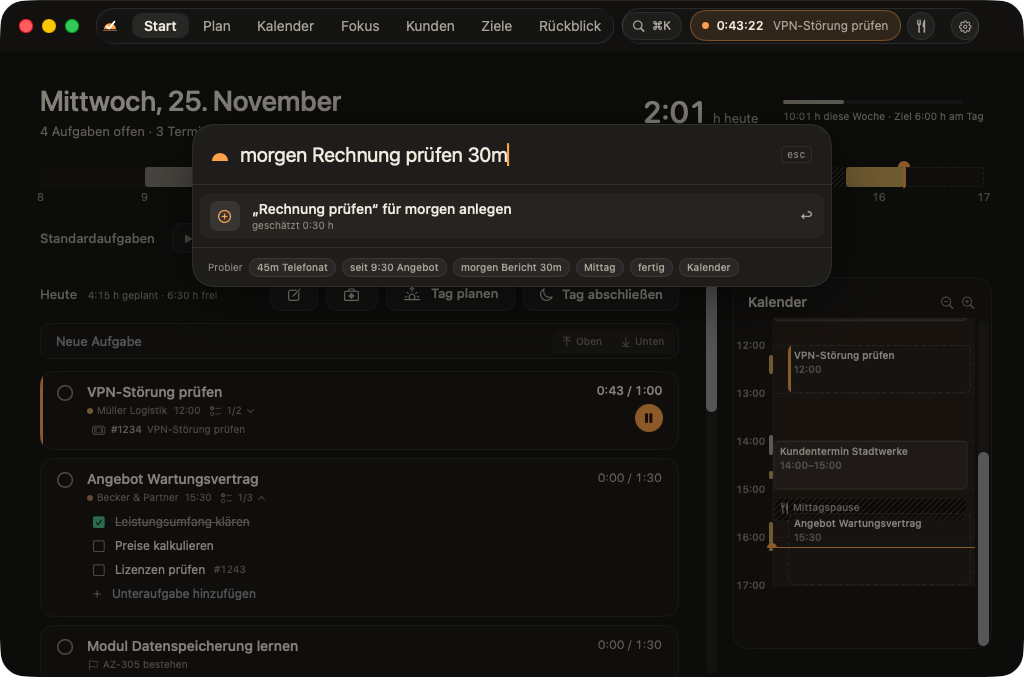 Start Plan Kalender Fokus Kunden Ziele Rückblick ⌘K 0:43:22 VPN-Störung prüfen
Mittwoch, 25. November
4 Aufgaben offen · 3 Termi
2:01 h heute
10:01 h diese Woche · Ziel 6:00 h am Tag
morgen Rechnung prüfen 30m
esc
„Rechnung prüfen“ für morgen anlegen
geschätzt 0:30 h
Probier 45m Telefonat seit 9:30 Angebot morgen Bericht 30m Mittag fertig Kalender
8 9 16 17
Standardaufgaben
Heute 4:15 h geplant · 6:30 h frei
Tag planen
Tag abschließen
Neue Aufgabe
Oben
Unten
VPN-Störung prüfen
0:43 / 1:00
Müller Logistik 12:00 1/2
#1234 VPN-Störung prüfen
Angebot Wartungsvertrag
0:00 / 1:30
Becker & Partner 15:30 1/3
Leistungsumfang klären
Preise kalkulieren
Lizenzen prüfen #1243
+ Unteraufgabe hinzufügen
Modul Datenspeicherung lernen
0:00 / 1:30
AZ-305 bestehen
Kalender
12:00
VPN-Störung prüfen
12:00
13:00
14:00
Kundentermin Stadtwerke
14:00–15:00
15:00
Mittagspause
Angebot Wartungsvertrag
15:30
16:00
17:00